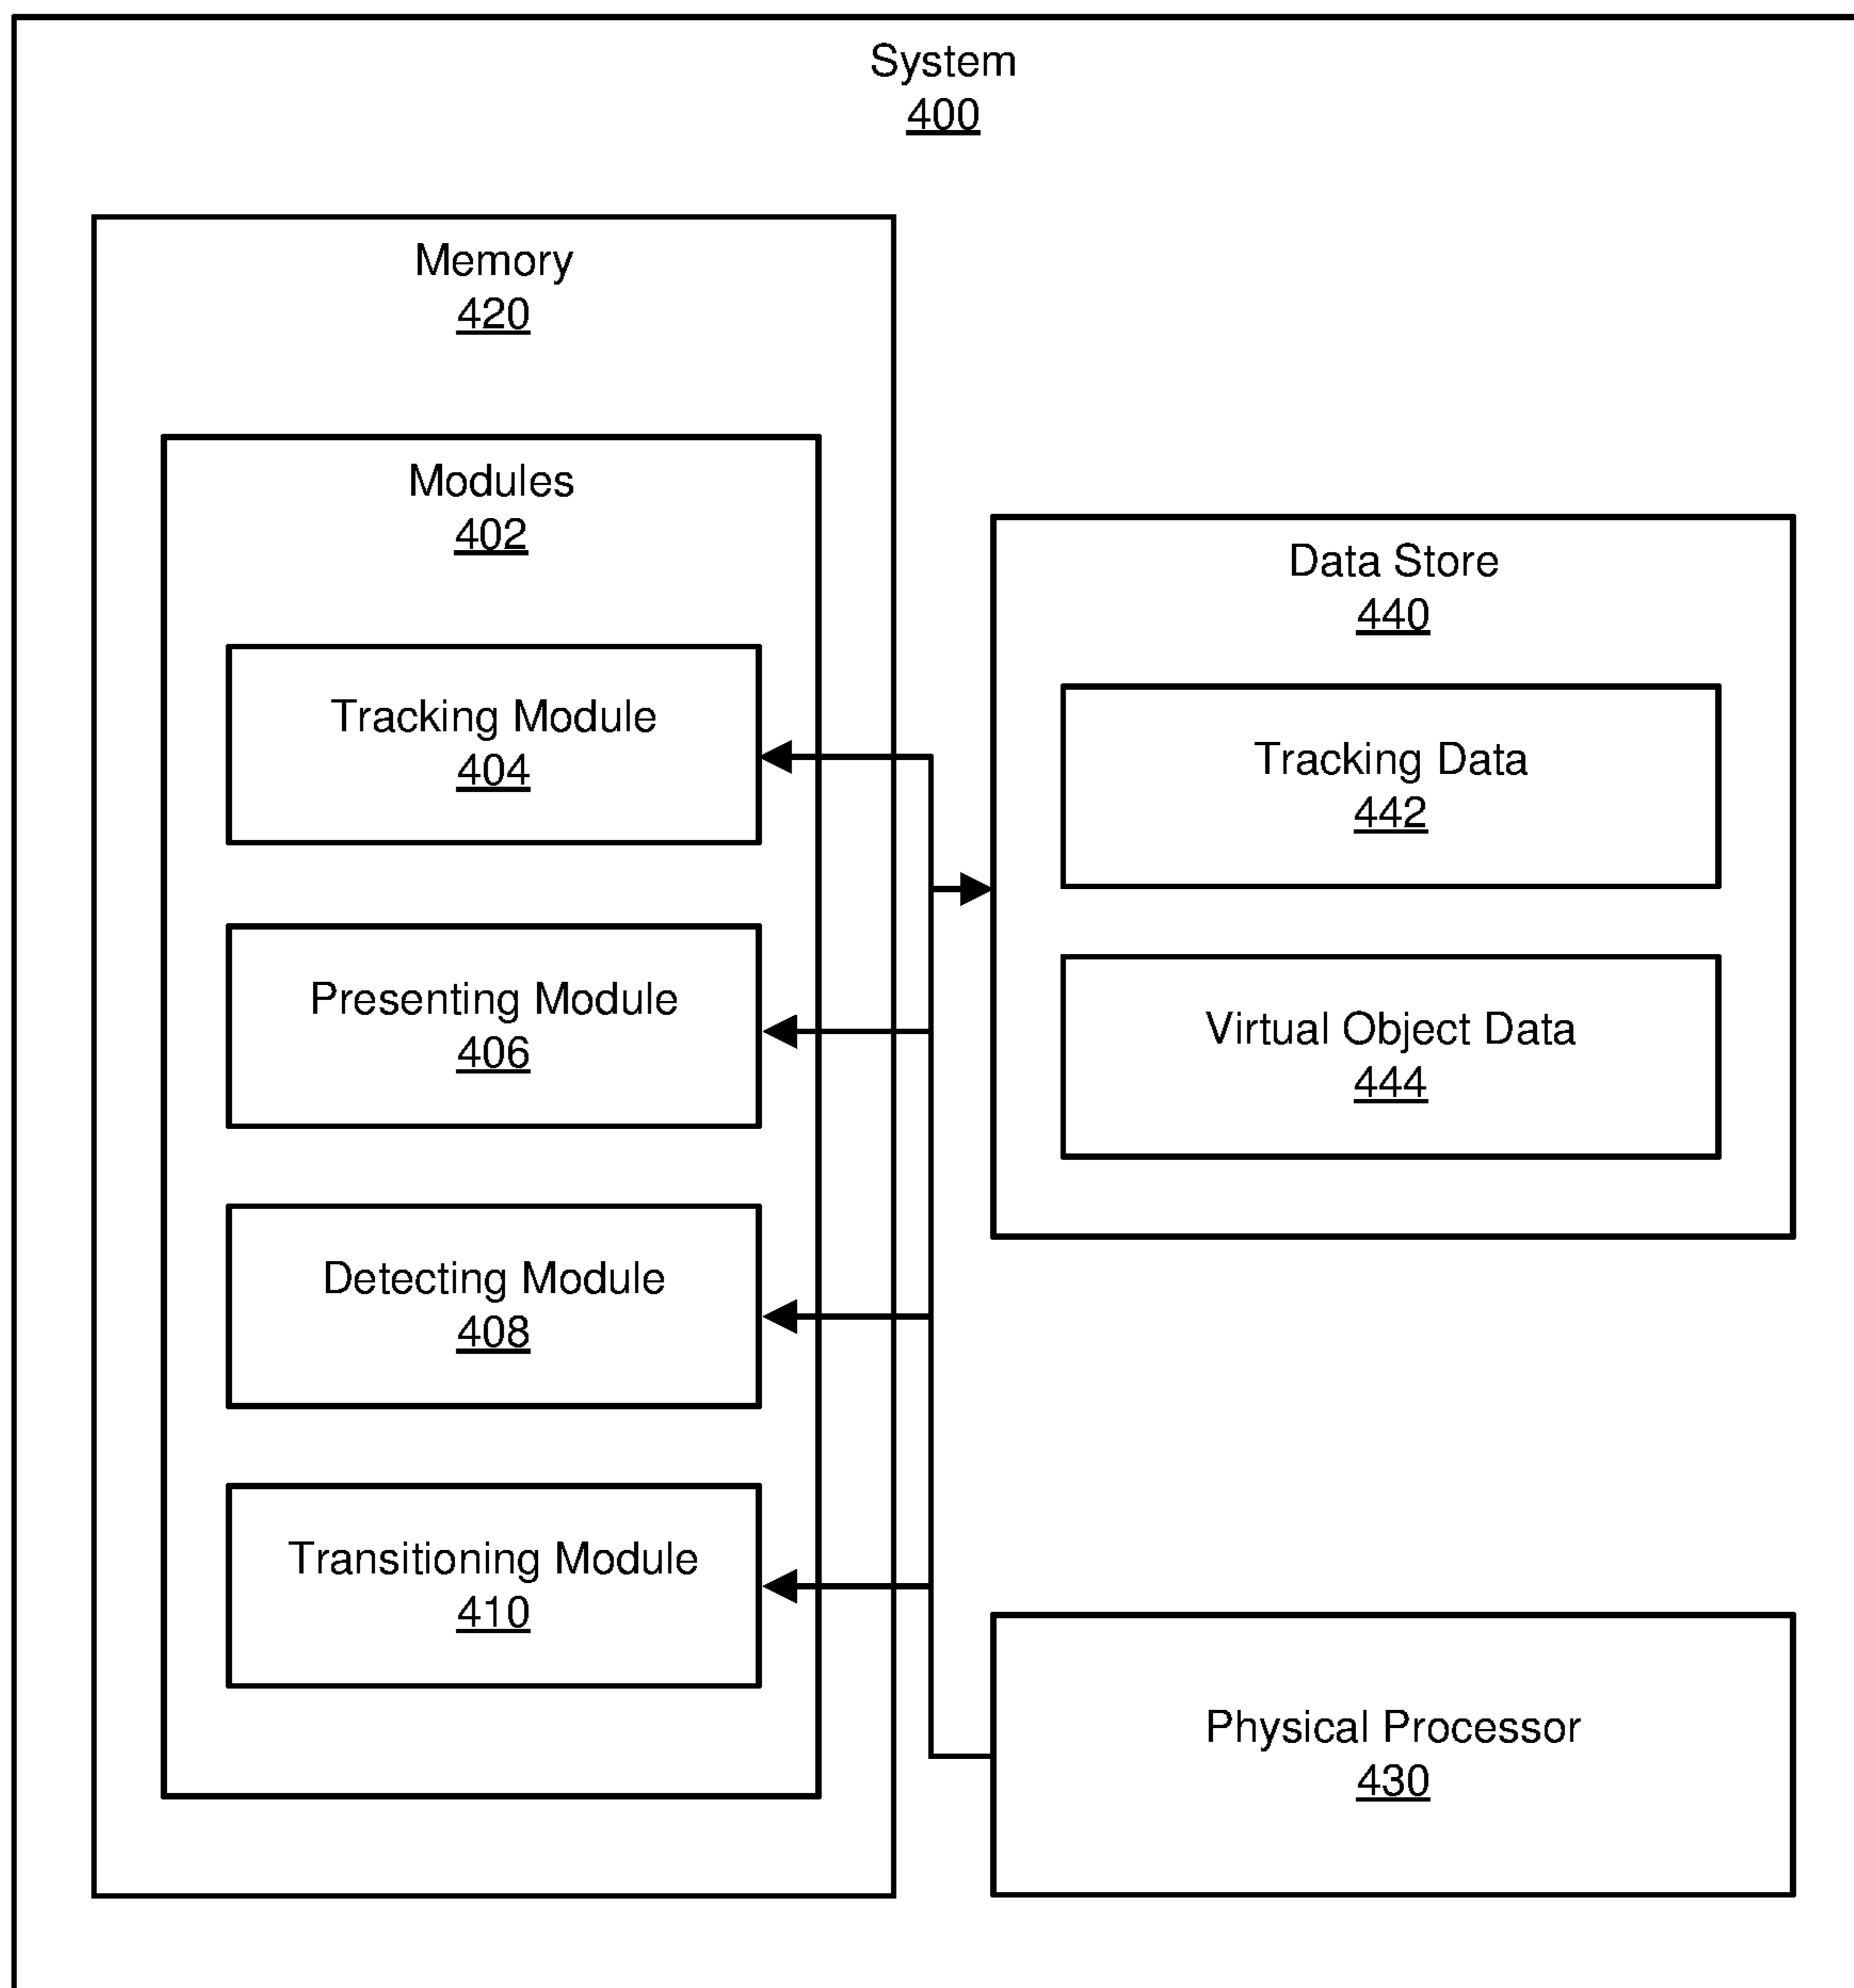 System
400
Memory
420
Modules
402
Tracking Module
404
Presenting Module
406
Detecting Module
408
Transitioning Module
410
Data Store
440
Tracking Data
442
Virtual Object Data
444
Physical Processor
430